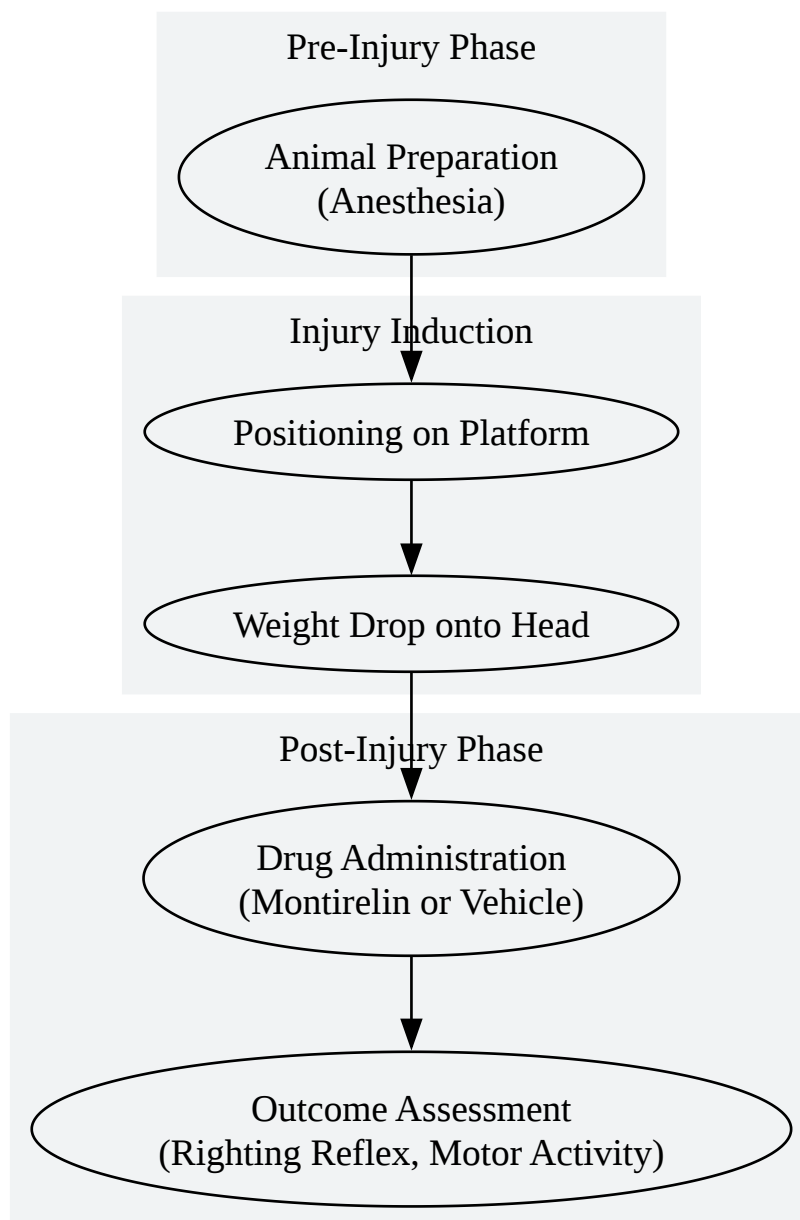 Pre-Injury Phase
Animal Preparation
(Anesthesia)
Injury Induction
Positioning on Platform
Weight Drop onto Head
Post-Injury Phase
Drug Administration
(Montirelin or Vehicle)
Outcome Assessment
(Righting Reflex, Motor Activity)